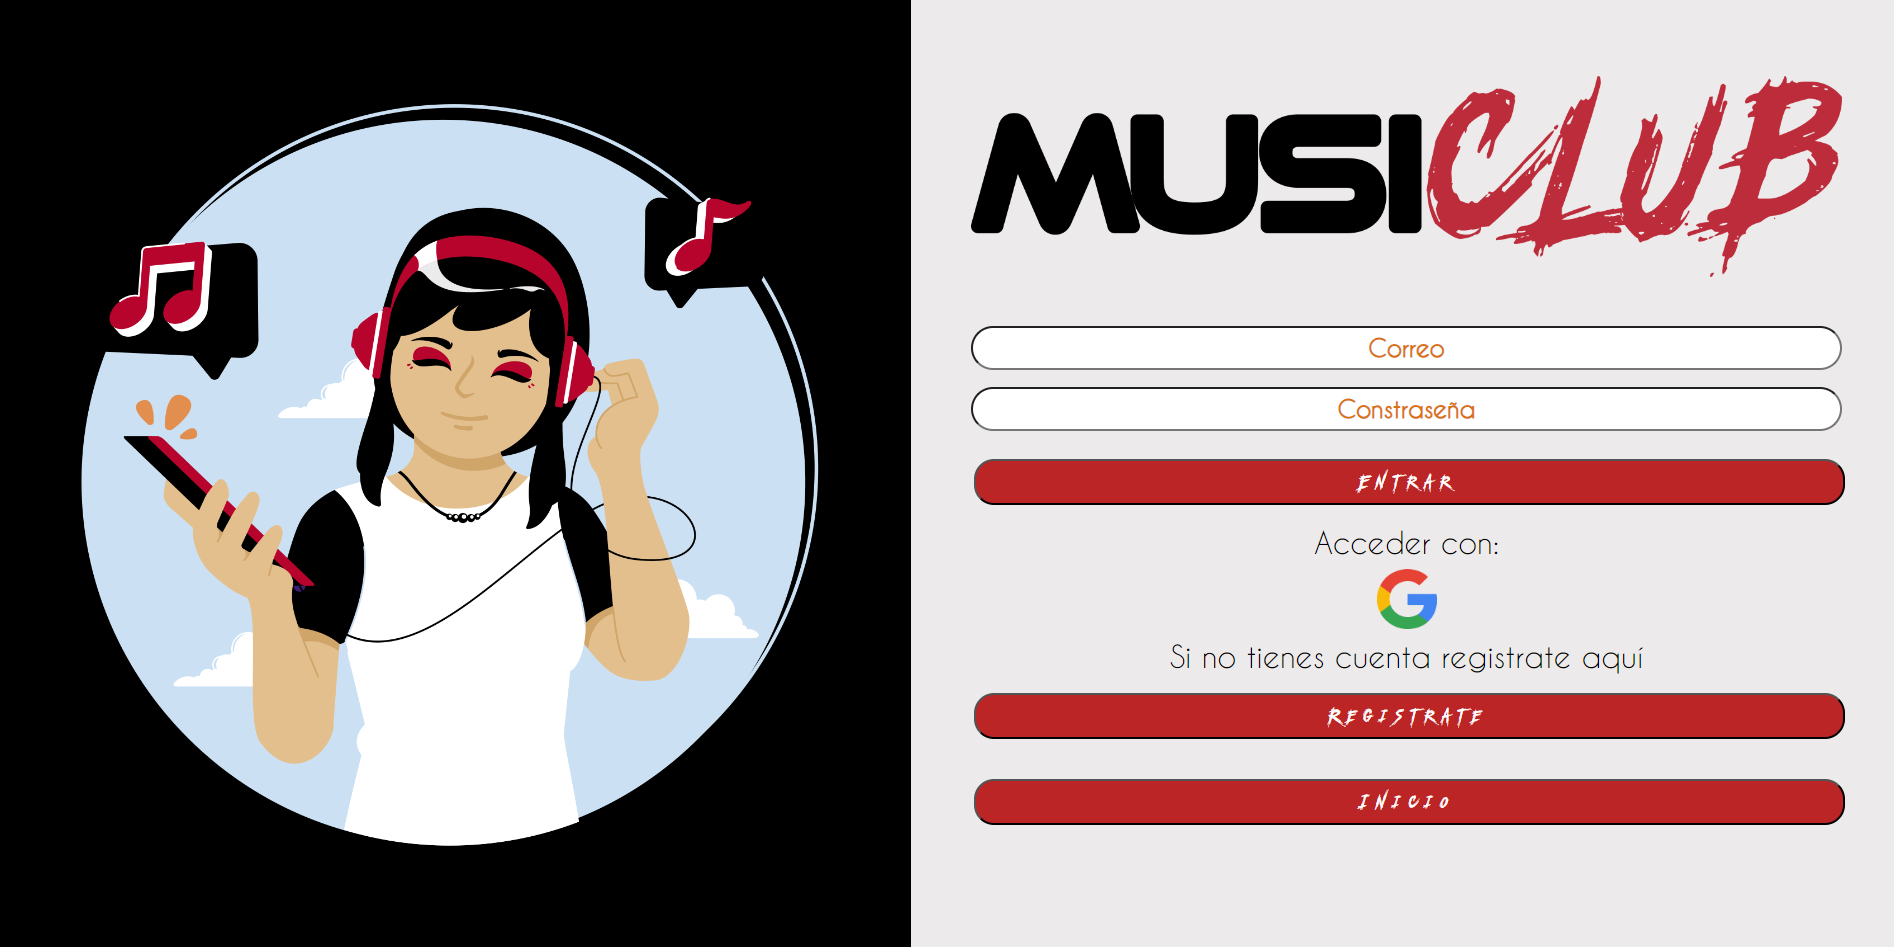 MUSICLUB
Correo
Constraseña
ENTRAR
Acceder con:
Si no tienes cuenta registrate aquí
REGISTRATE
INICIO